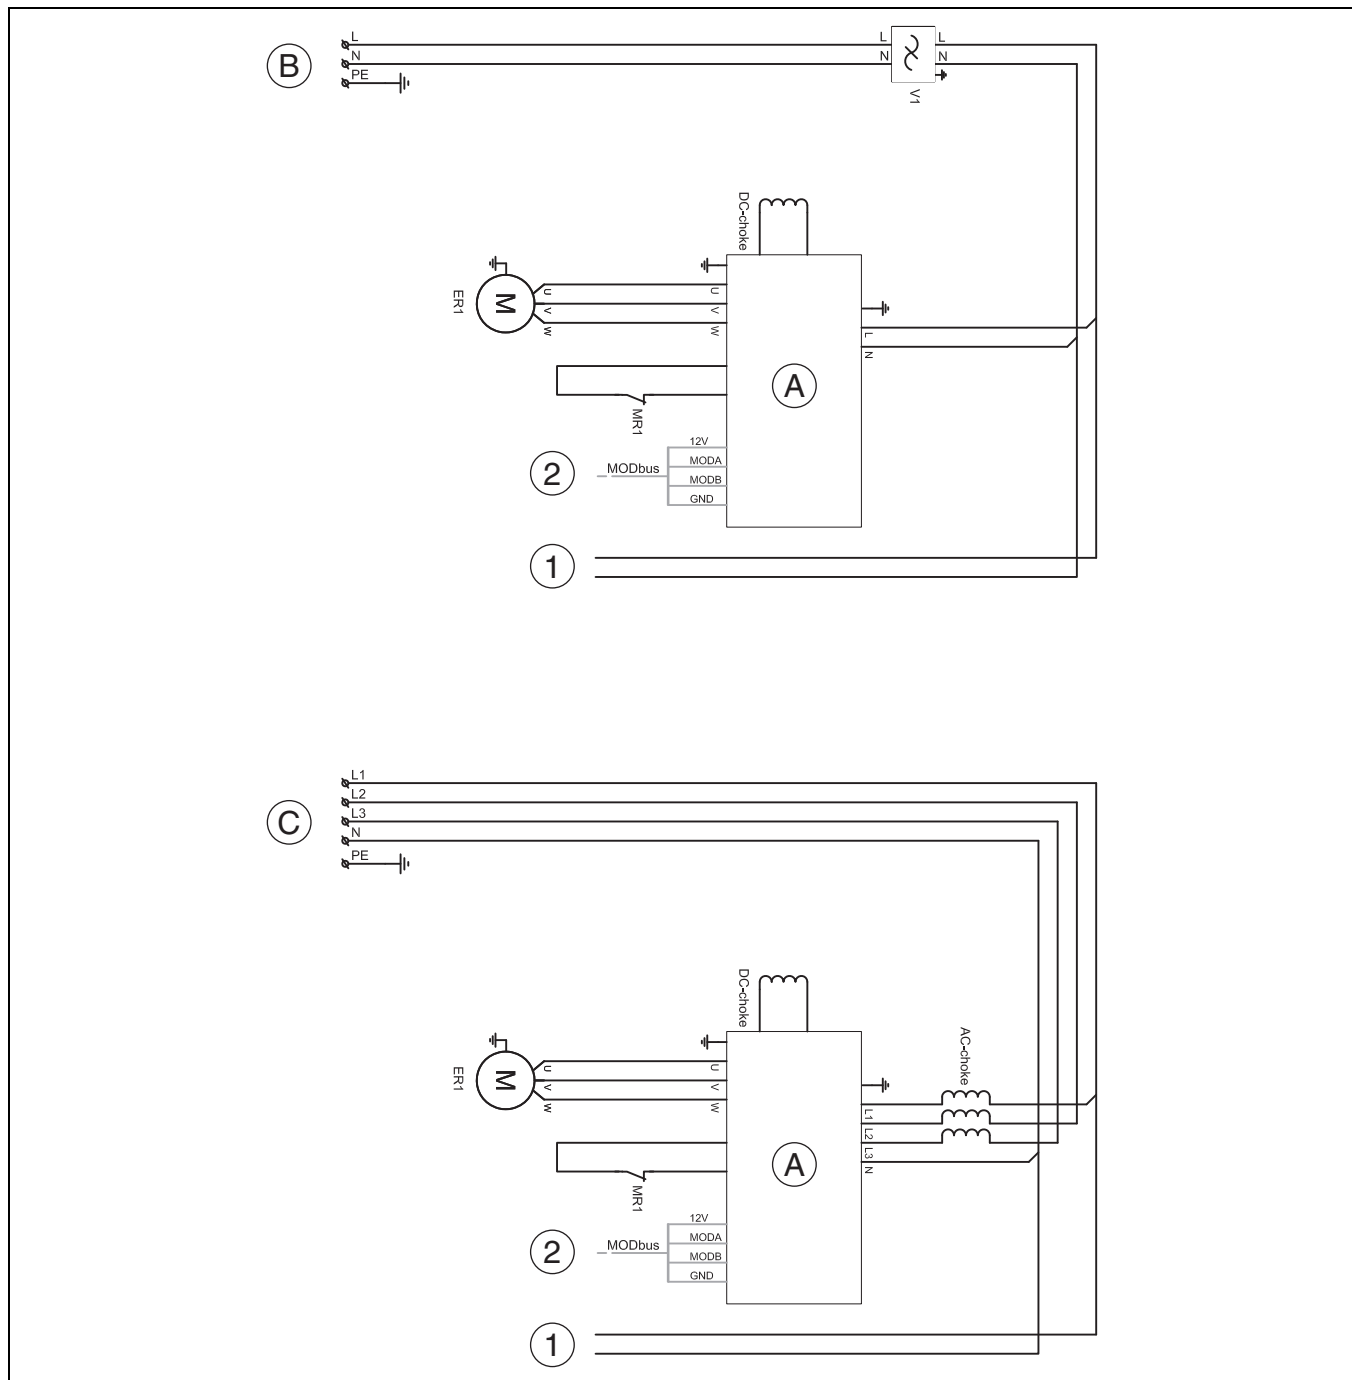 L
N
PE
B
L
N
L
N
V1
DC-choke
ER1
M
U
V
W
U
V
W
L
N
A
MR1
2
MODbus
12V
MODA
MODB
GND
1
L1
L2
L3
N
PE
C
DC-choke
AC-choke
ER1
M
U
V
W
U
V
W
L1
L2
L3
N
A
MR1
2
MODbus
12V
MODA
MODB
GND
1